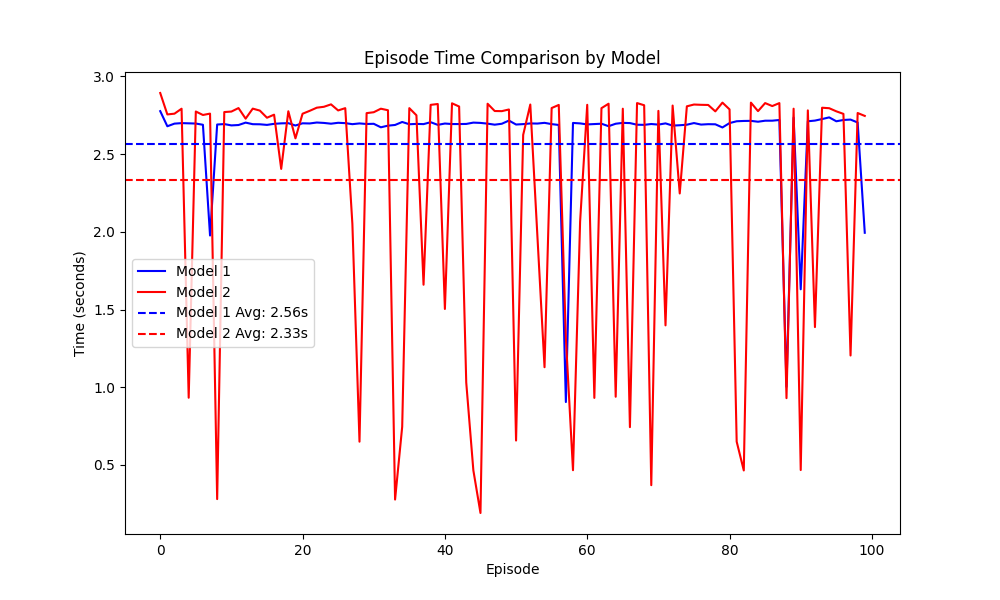 Episode Time Comparison by Model
3.0
2.5
2.0
1.5
1.0
0.5
Time (seconds)
Model 1
Model 2
Model 1 Avg: 2.56s
Model 2 Avg: 2.33s
0
20
40
60
80
100
Episode